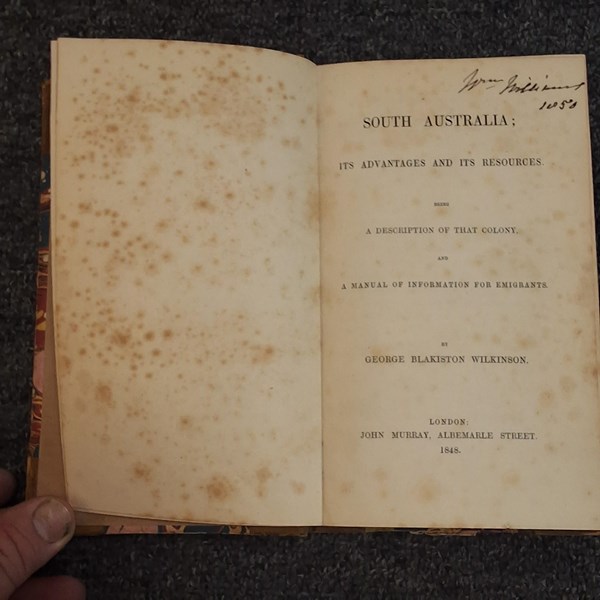 Wm Williams
1850
SOUTH AUSTRALIA;
ITS ADVANTAGES AND ITS RESOURCES.
BEING
A DESCRIPTION OF THAT COLONY,
AND
A MANUAL OF INFORMATION FOR EMIGRANTS.
BY
GEORGE BLAKISTON WILKINSON.
LONDON:
JOHN MURRAY, ALBEMARLE STREET.
1848.